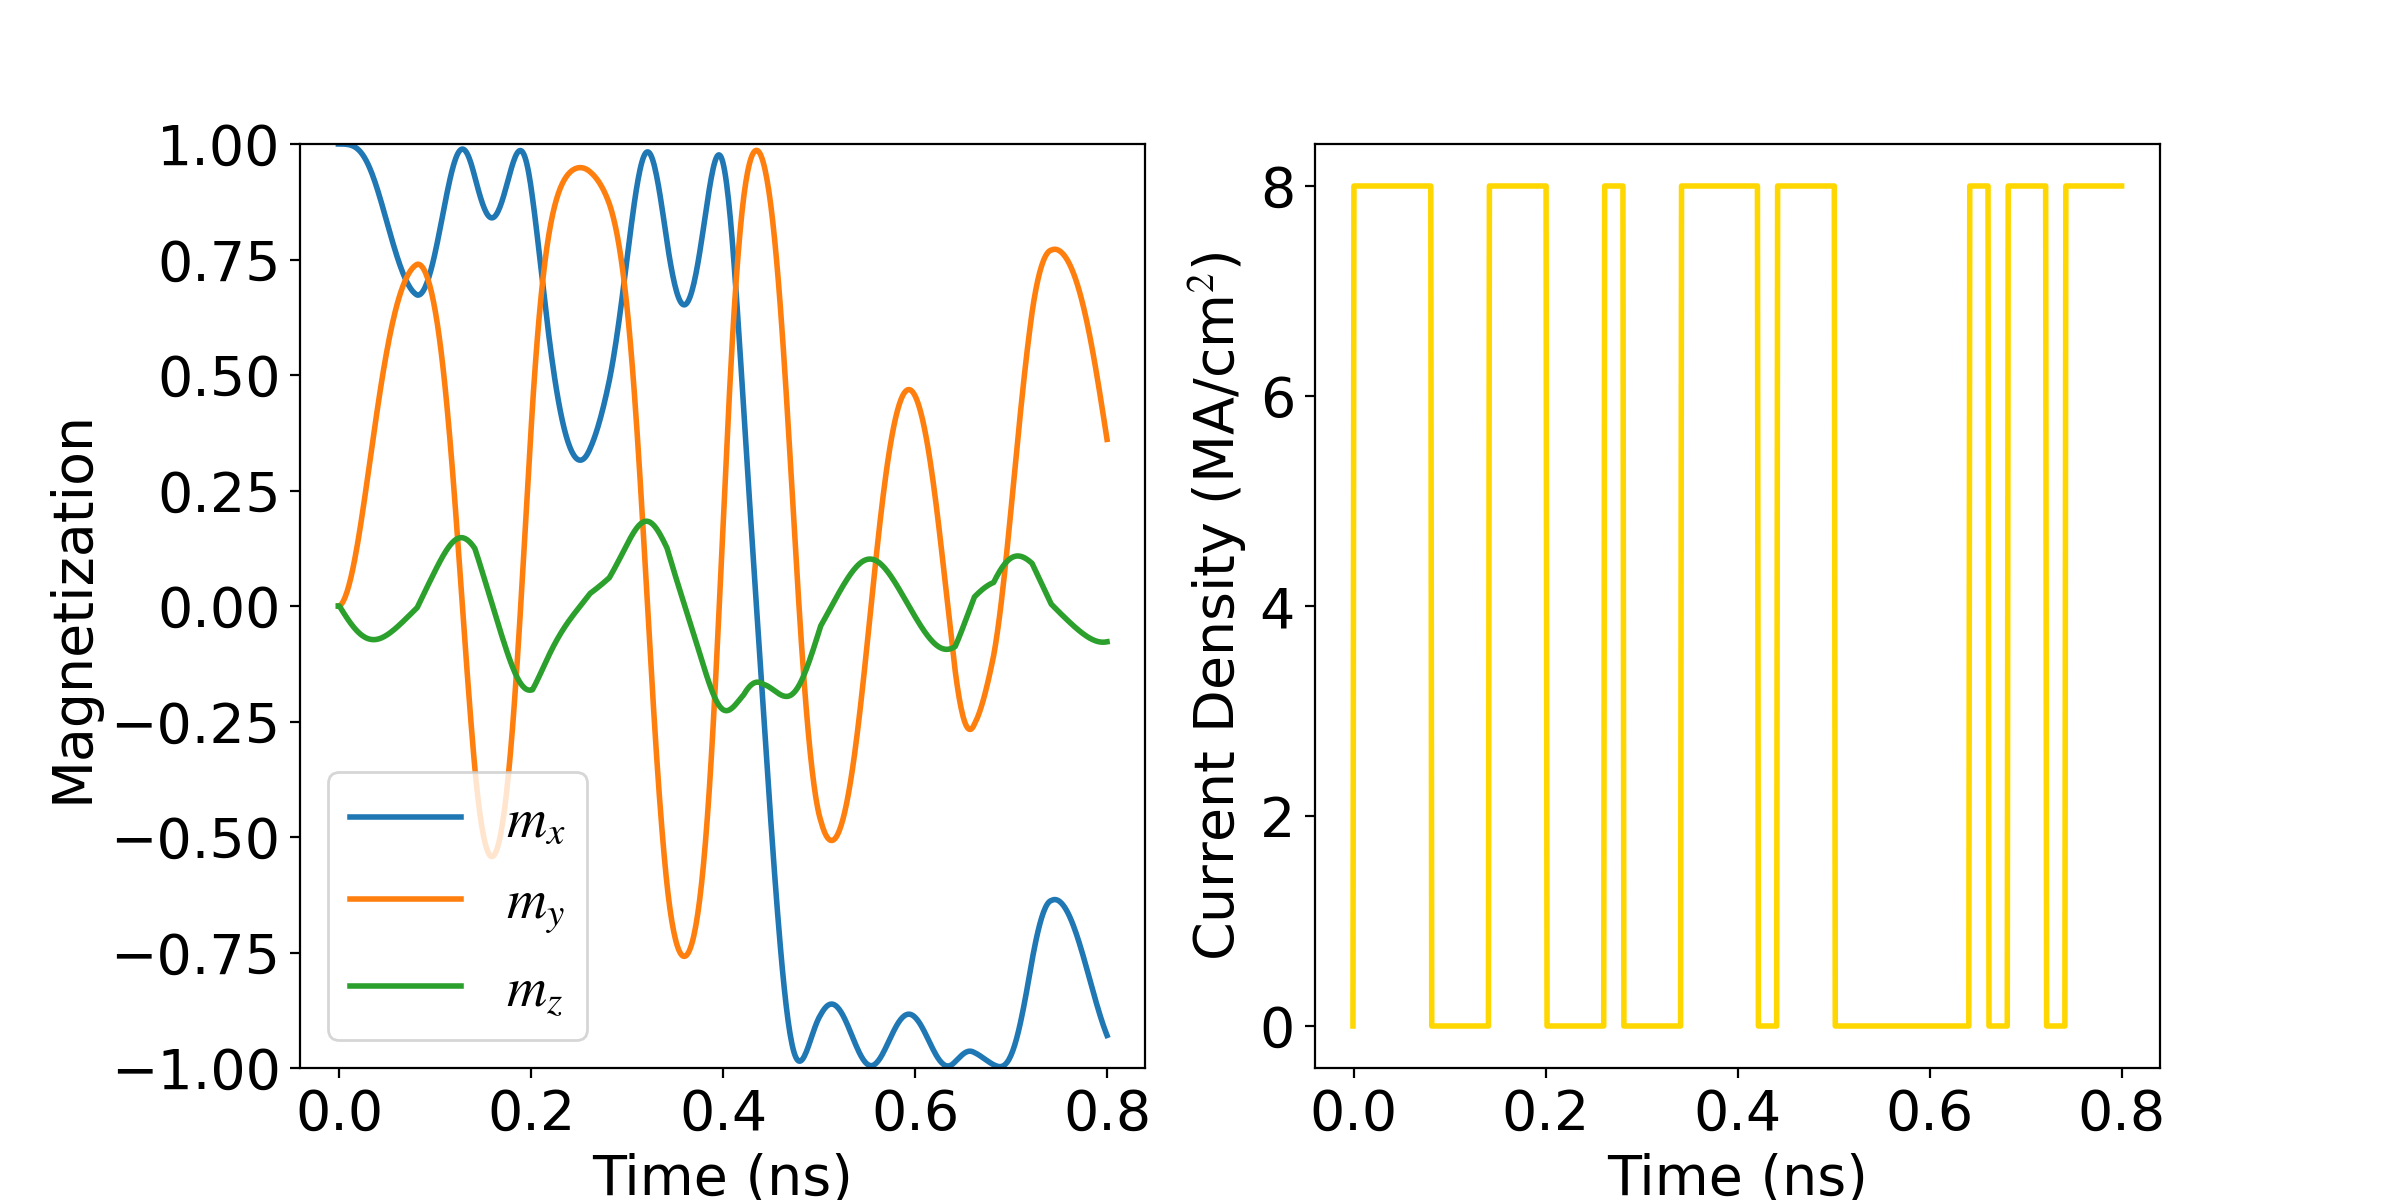 1.00
0.75
0.50
0.25
0.00
−0.25
−0.50
−0.75
−1.00
Magnetization
m_x
m_y
m_z
0.0 0.2 0.4 0.6 0.8
Time (ns)
8
6
4
2
0
Current Density (MA/cm²)
0.0 0.2 0.4 0.6 0.8
Time (ns)